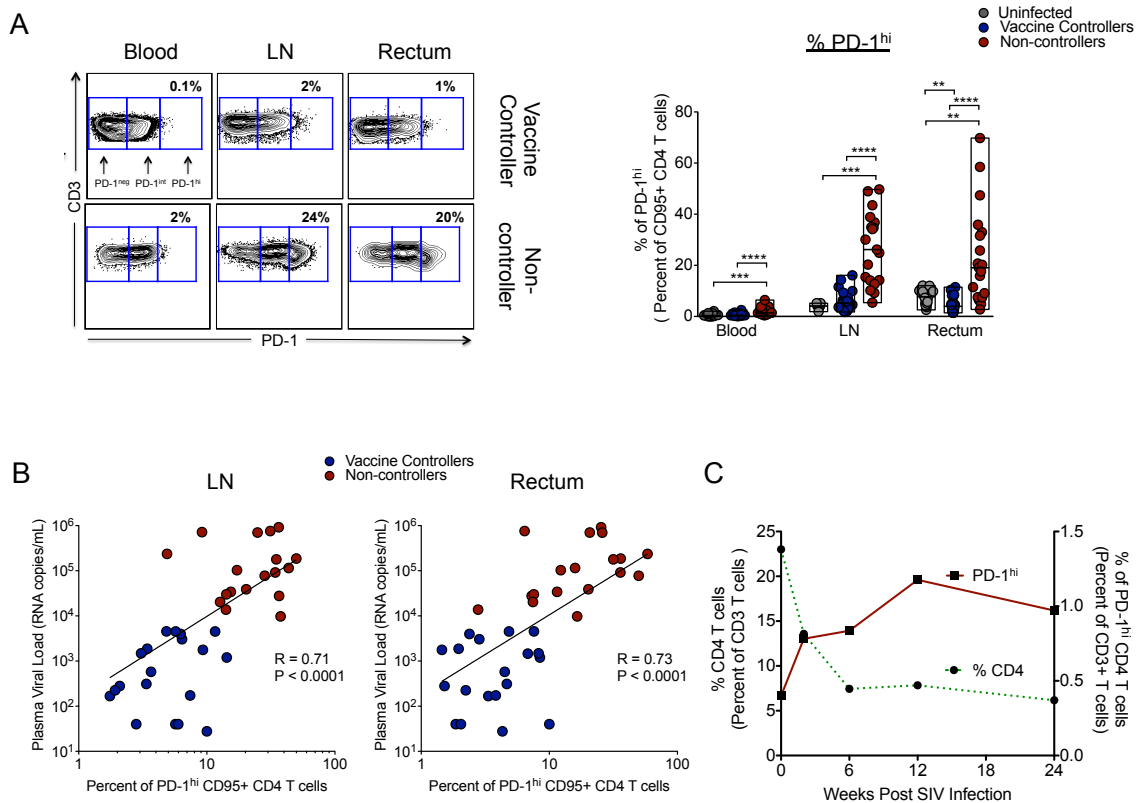 A
Blood
LN
Rectum
0.1%
2%
1%
PD-1neg
PD-1int
PD-1hi
Vaccine
Controller
2%
24%
20%
Non-
controller
CD3
PD-1
Uninfected
Vaccine Controllers
Non-controllers
% PD-1hi
% of PD-1hi
( Percent of CD95+ CD4 T cells)
80
60
40
20
0
***
****
***
****
**
****
**
Blood
LN
Rectum
B
Vaccine Controllers
Non-controllers
LN
Plasma Viral Load (RNA copies/mL)
10^6
10^5
10^4
10^3
10^2
10^1
R = 0.71
P < 0.0001
1
10
100
Percent of PD-1hi CD95+ CD4 T cells
Rectum
Plasma Viral Load (RNA copies/mL)
10^6
10^5
10^4
10^3
10^2
10^1
R = 0.73
P < 0.0001
1
10
100
Percent of PD-1hi CD95+ CD4 T cells
C
% CD4 T cells
(Percent of CD3 T cells )
25
20
15
10
5
0
PD-1hi
% CD4
1.5
1.0
0.5
0.0
% of PD-1hi CD4 T cells
(Percent of CD3+ T cells)
0
6
12
18
24
Weeks Post SIV Infection